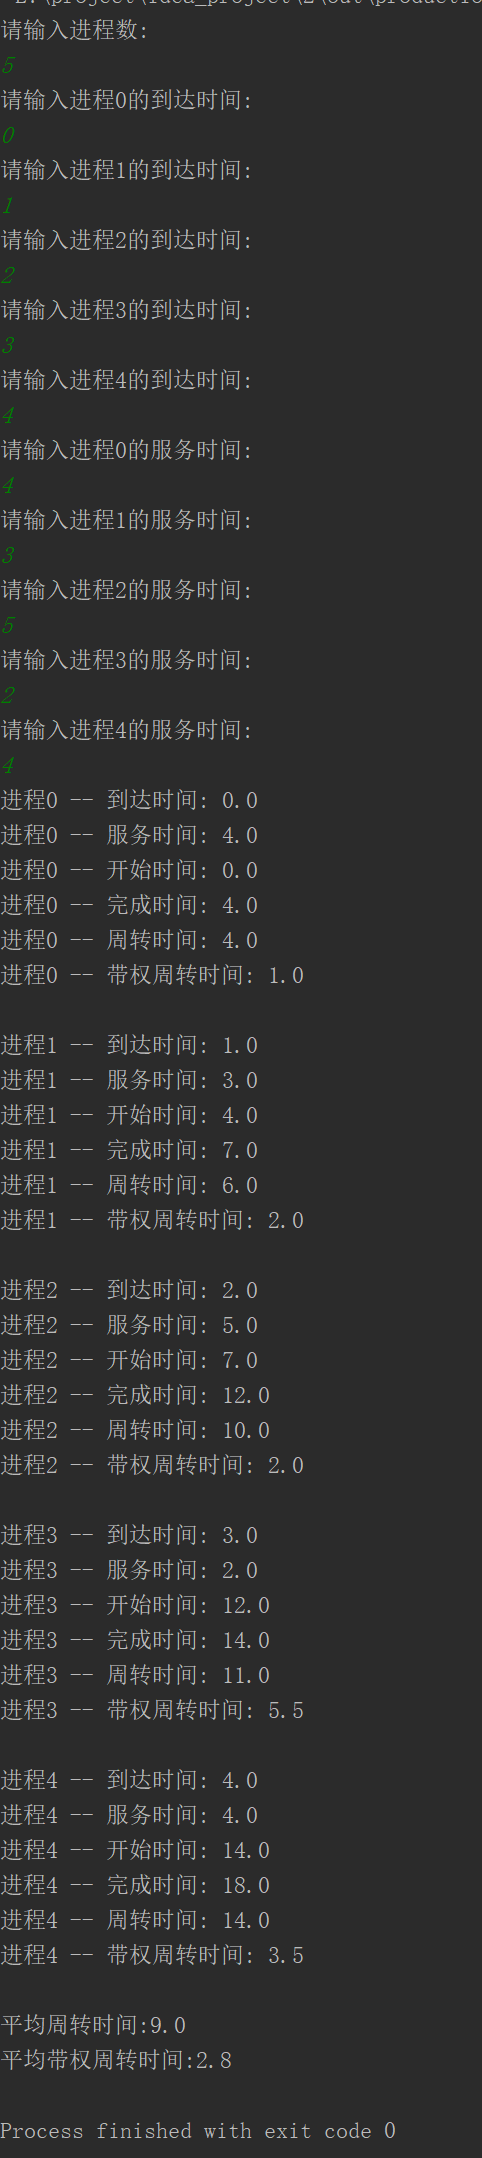 请输入进程数:
5
请输入进程0的到达时间:
0
请输入进程1的到达时间:
1
请输入进程2的到达时间:
2
请输入进程3的到达时间:
3
请输入进程4的到达时间:
4
请输入进程0的服务时间:
4
请输入进程1的服务时间:
3
请输入进程2的服务时间:
5
请输入进程3的服务时间:
2
请输入进程4的服务时间:
4
进程0 -- 到达时间: 0.0
进程0 -- 服务时间: 4.0
进程0 -- 开始时间: 0.0
进程0 -- 完成时间: 4.0
进程0 -- 周转时间: 4.0
进程0 -- 带权周转时间: 1.0
进程1 -- 到达时间: 1.0
进程1 -- 服务时间: 3.0
进程1 -- 开始时间: 4.0
进程1 -- 完成时间: 7.0
进程1 -- 周转时间: 6.0
进程1 -- 带权周转时间: 2.0
进程2 -- 到达时间: 2.0
进程2 -- 服务时间: 5.0
进程2 -- 开始时间: 7.0
进程2 -- 完成时间: 12.0
进程2 -- 周转时间: 10.0
进程2 -- 带权周转时间: 2.0
进程3 -- 到达时间: 3.0
进程3 -- 服务时间: 2.0
进程3 -- 开始时间: 12.0
进程3 -- 完成时间: 14.0
进程3 -- 周转时间: 11.0
进程3 -- 带权周转时间: 5.5
进程4 -- 到达时间: 4.0
进程4 -- 服务时间: 4.0
进程4 -- 开始时间: 14.0
进程4 -- 完成时间: 18.0
进程4 -- 周转时间: 14.0
进程4 -- 带权周转时间: 3.5
平均周转时间:9.0
平均带权周转时间:2.8
Process finished with exit code 0